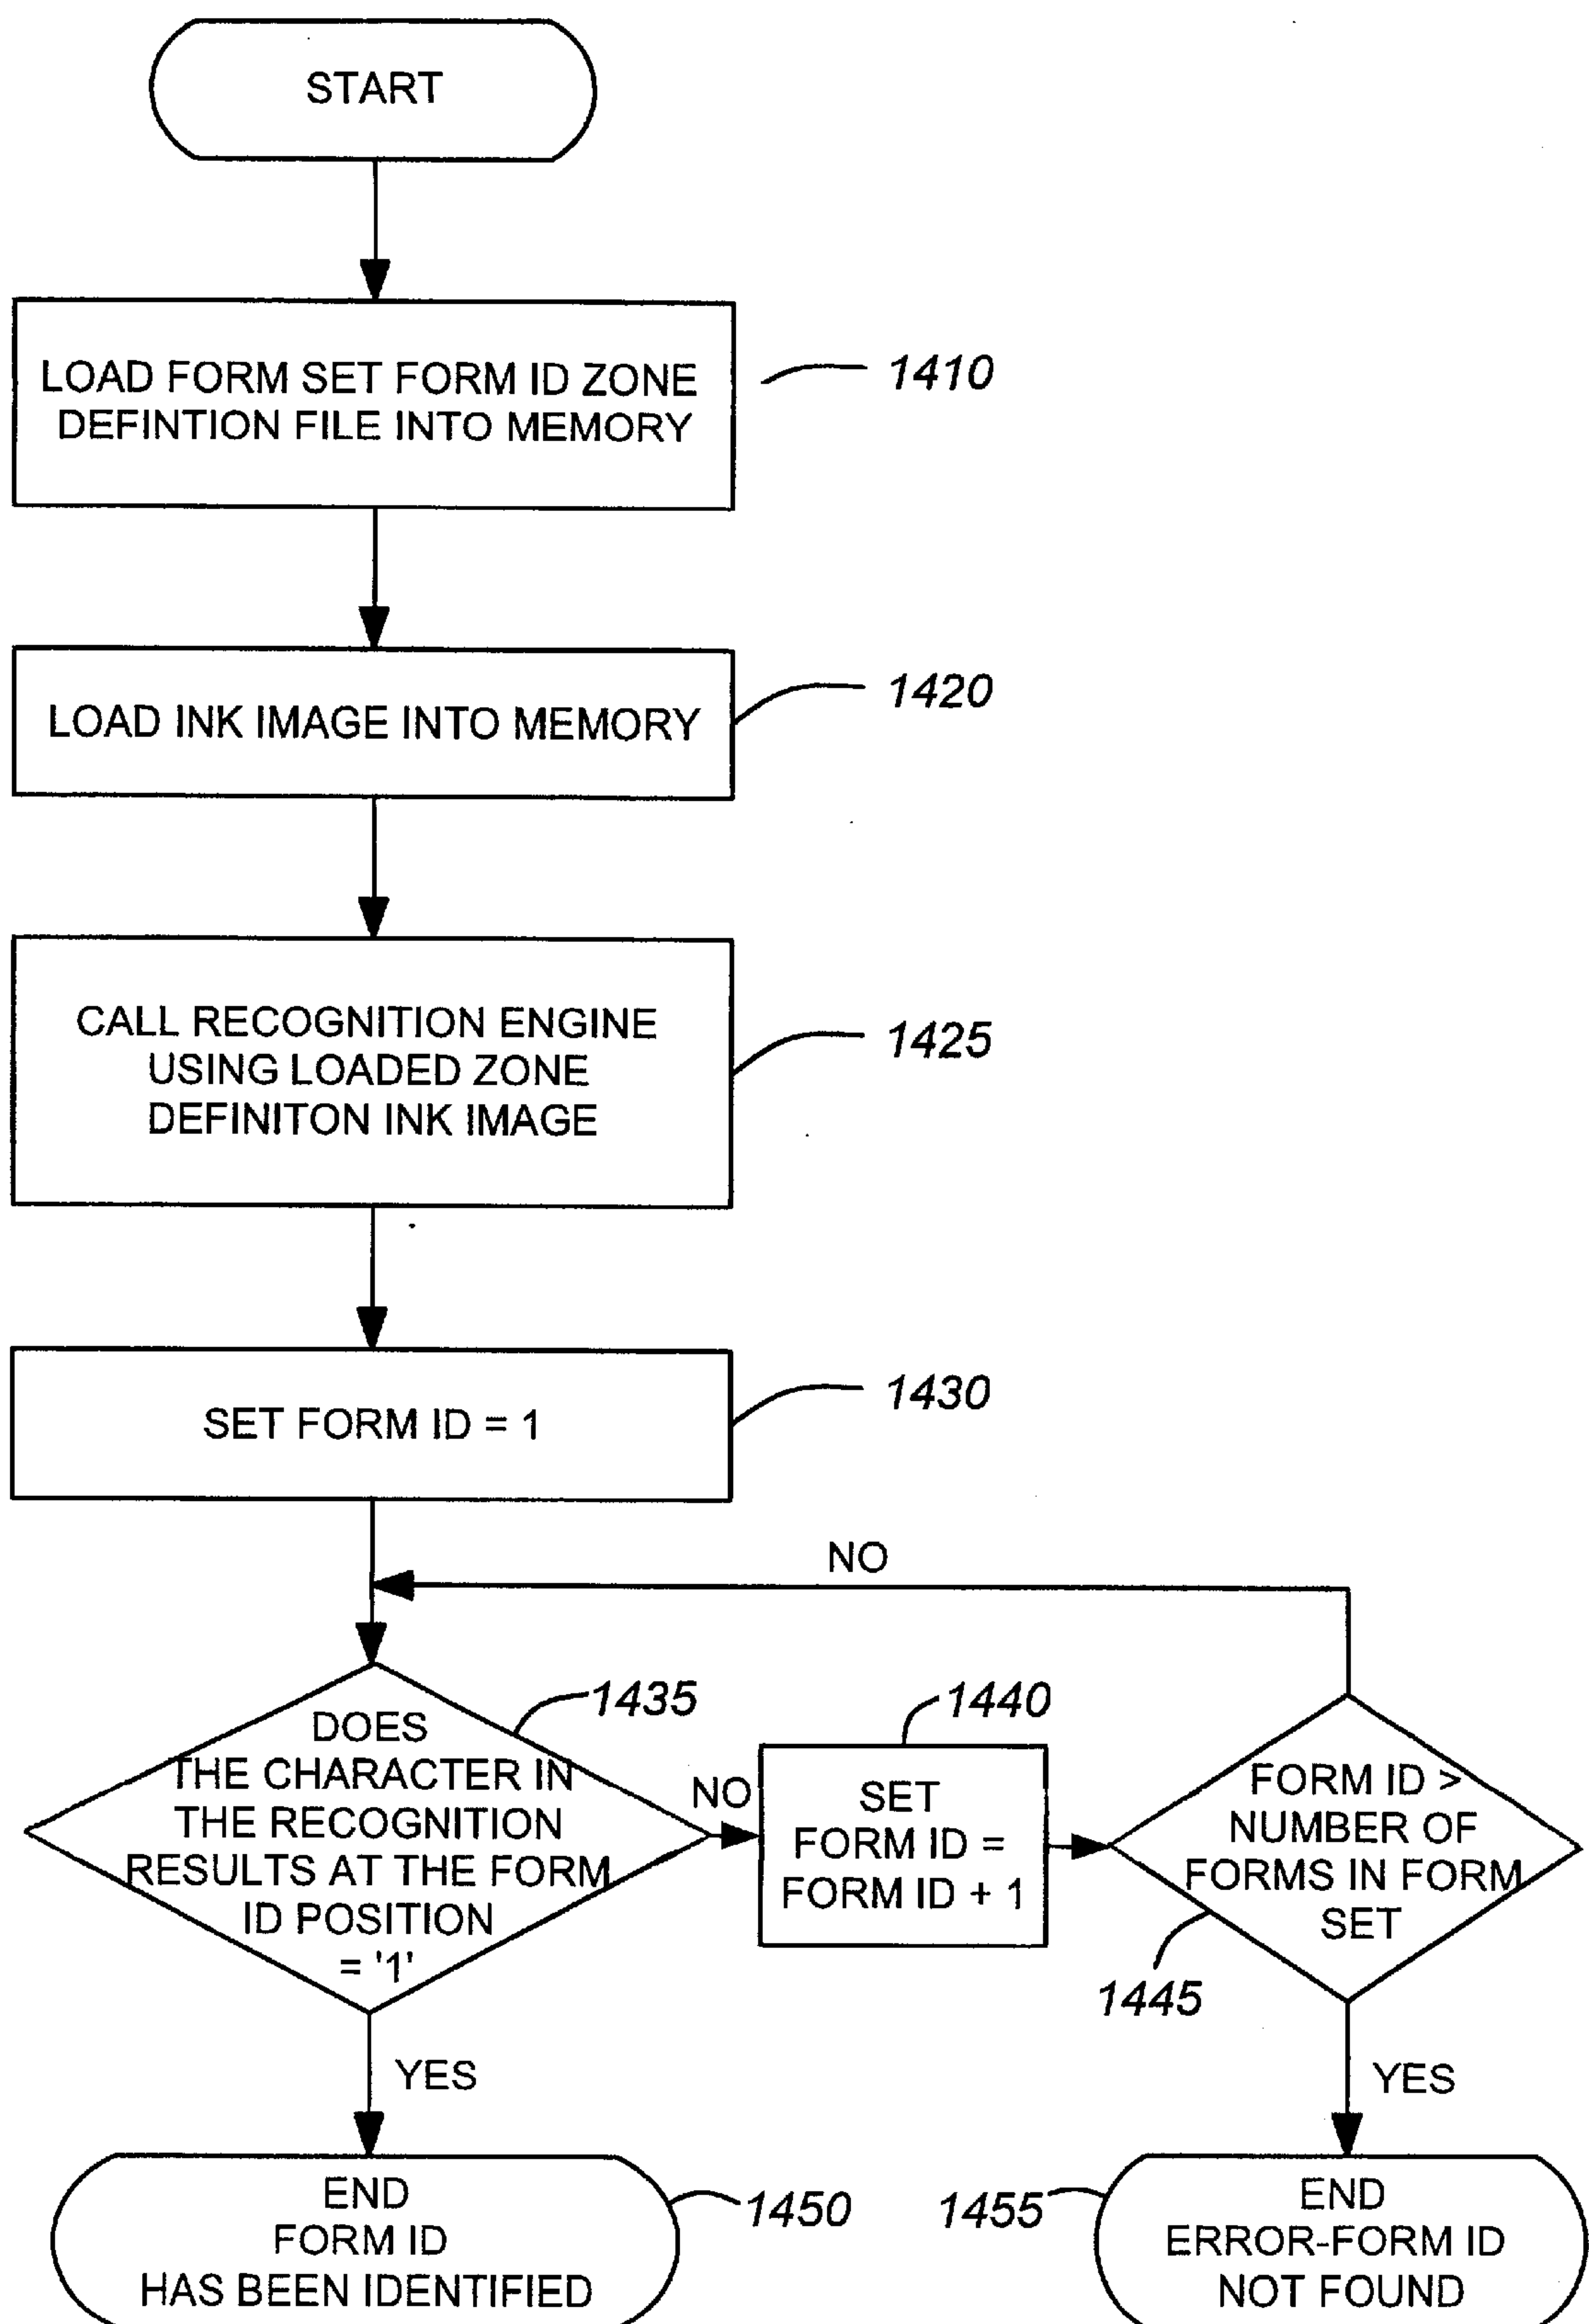 START
LOAD FORM SET FORM ID ZONE
DEFINTION FILE INTO MEMORY
1410
LOAD INK IMAGE INTO MEMORY
1420
CALL RECOGNITION ENGINE
USING LOADED ZONE
DEFINITON INK IMAGE
1425
SET FORM ID = 1
1430
NO
DOES
THE CHARACTER IN
THE RECOGNITION
RESULTS AT THE FORM
ID POSITION
= '1'
1435
NO
1440
SET
FORM ID =
FORM ID + 1
FORM ID >
NUMBER OF
FORMS IN FORM
SET
1445
YES
YES
END
FORM ID
HAS BEEN IDENTIFIED
1450
1455
END
ERROR-FORM ID
NOT FOUND